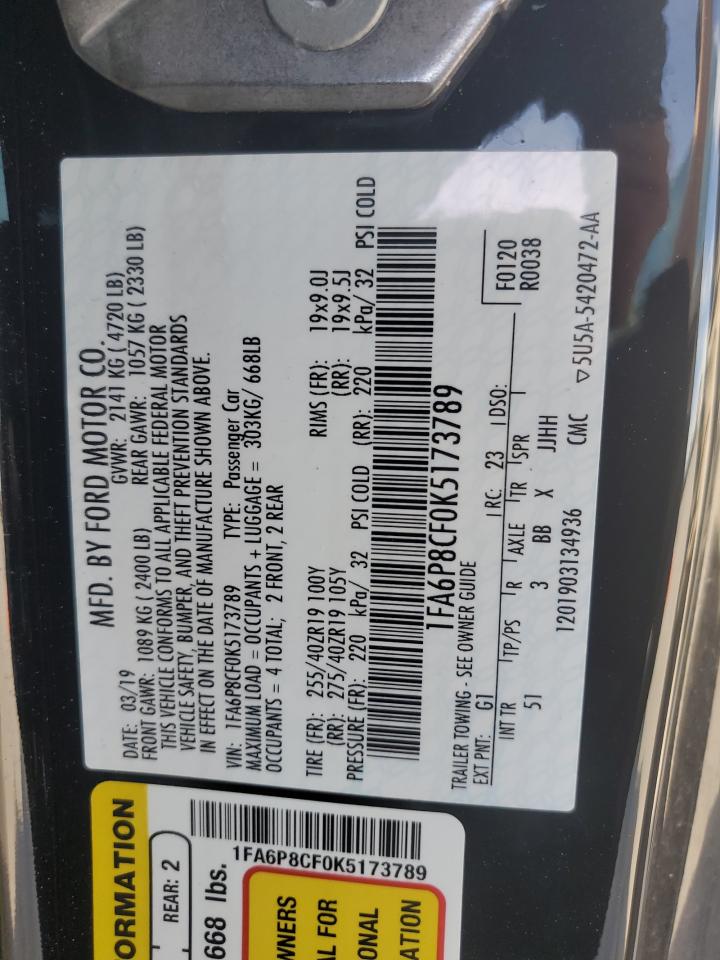 MFD. BY FORD MOTOR CO.
DATE: 03/19 GVWR: 2141 KG ( 4720 LB)
FRONT GAWR: 1089 KG ( 2400 LB) REAR GAWR: 1057 KG ( 2330 LB)
THIS VEHICLE CONFORMS TO ALL APPLICABLE FEDERAL MOTOR
VEHICLE SAFETY, BUMPER, AND THEFT PREVENTION STANDARDS
IN EFFECT ON THE DATE OF MANUFACTURE SHOWN ABOVE.
VIN: 1FA6P8CF0K5173789 TYPE: Passenger Car
MAXIMUM LOAD = OCCUPANTS + LUGGAGE = 303KG/ 668LB
OCCUPANTS = 4 TOTAL; 2 FRONT, 2 REAR
TIRE (FR): 255/40ZR19 100Y RIMS (FR): 19x9.0J
(RR): 275/40ZR19 105Y (RR): 19x9.5J
PRESSURE (FR): 220 kPa/ 32 PSI COLD (RR): 220 kPa/ 32 PSI COLD
1FA6P8CF0K5173789
TRAILER TOWING - SEE OWNER GUIDE
EXT PNT: G1 RC: 23 DSO:
INT TR TP/PS R AXLE TR SPR
51 3 BB X JJHH
F0120
R0038
1201903134936 CMC
▽5U5A-5420472-AA
ORMATION
REAR: 2
668 lbs.
1FA6P8CF0K5173789
WNERS
AL FOR
ONAL
ATION